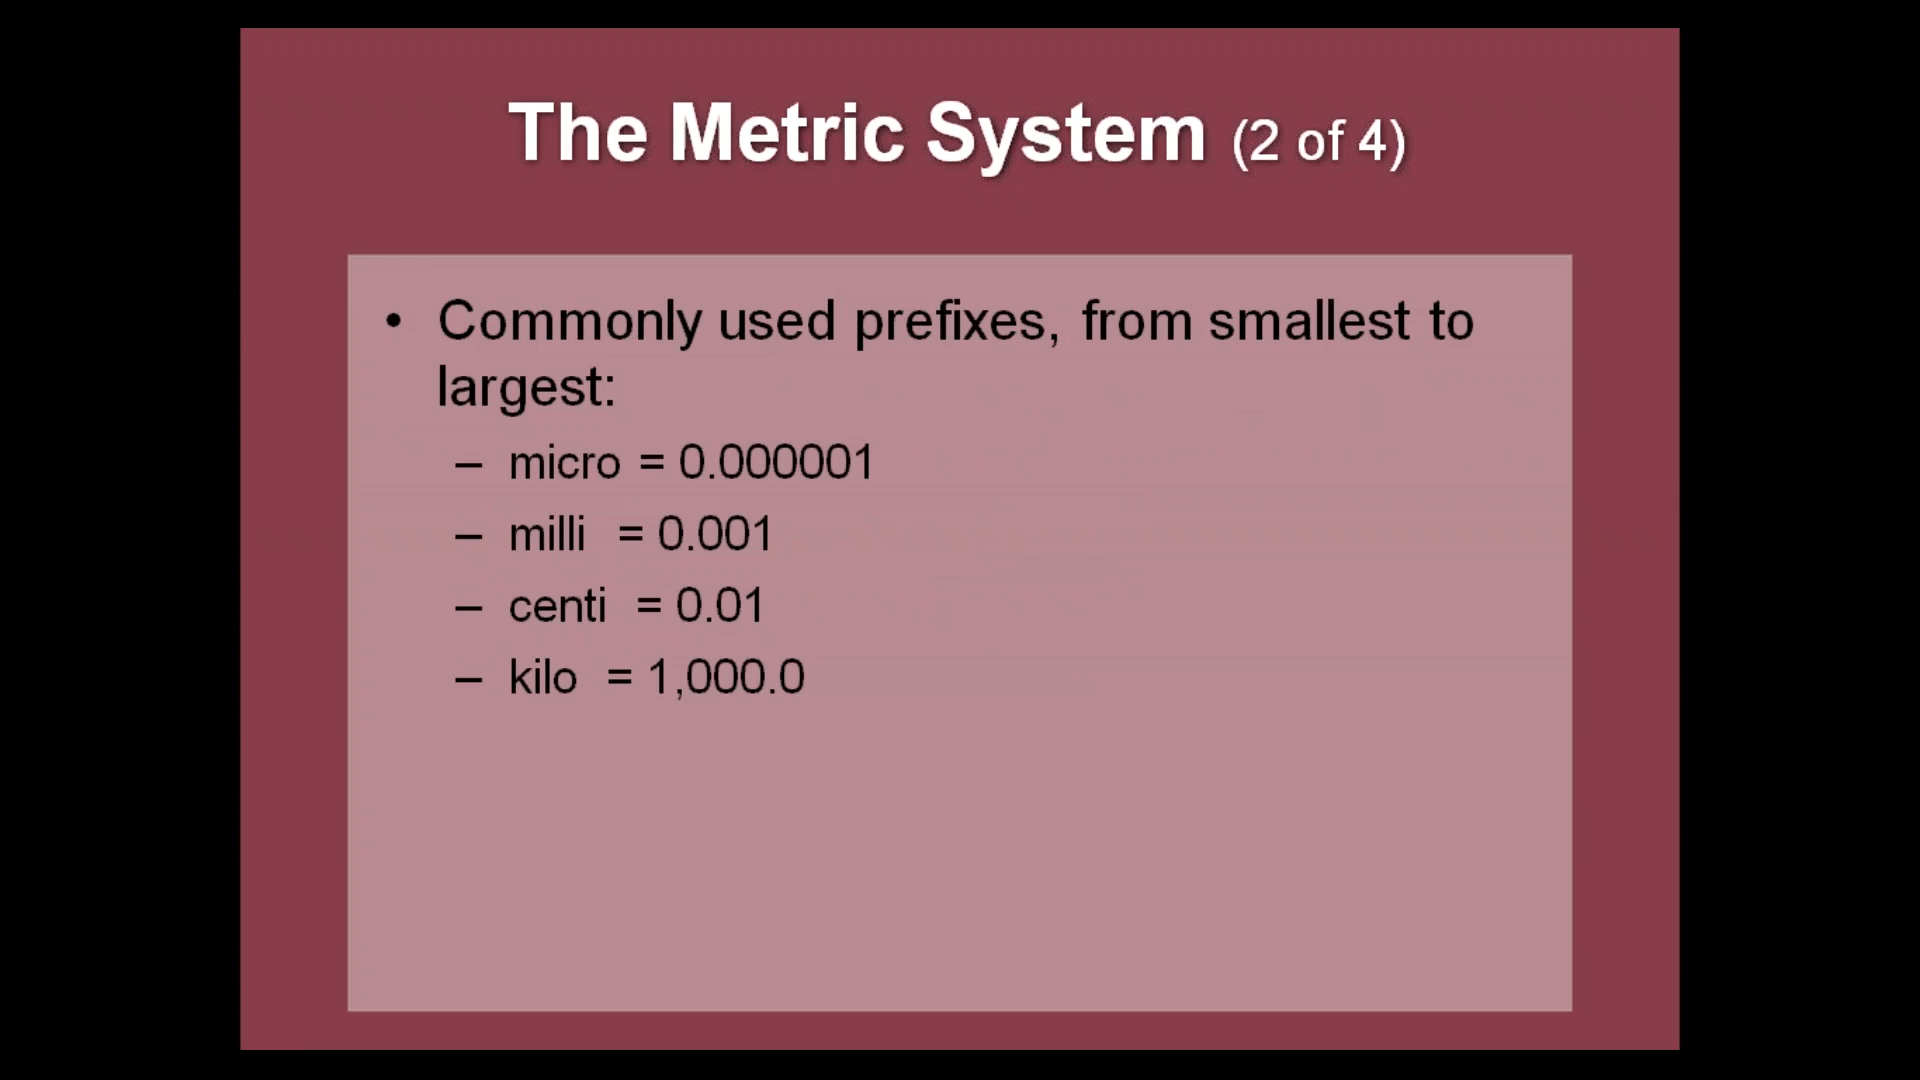 The Metric System (2 of 4)
• Commonly used prefixes, from smallest to
largest:
– micro = 0.000001
– milli = 0.001
– centi = 0.01
– kilo = 1,000.0